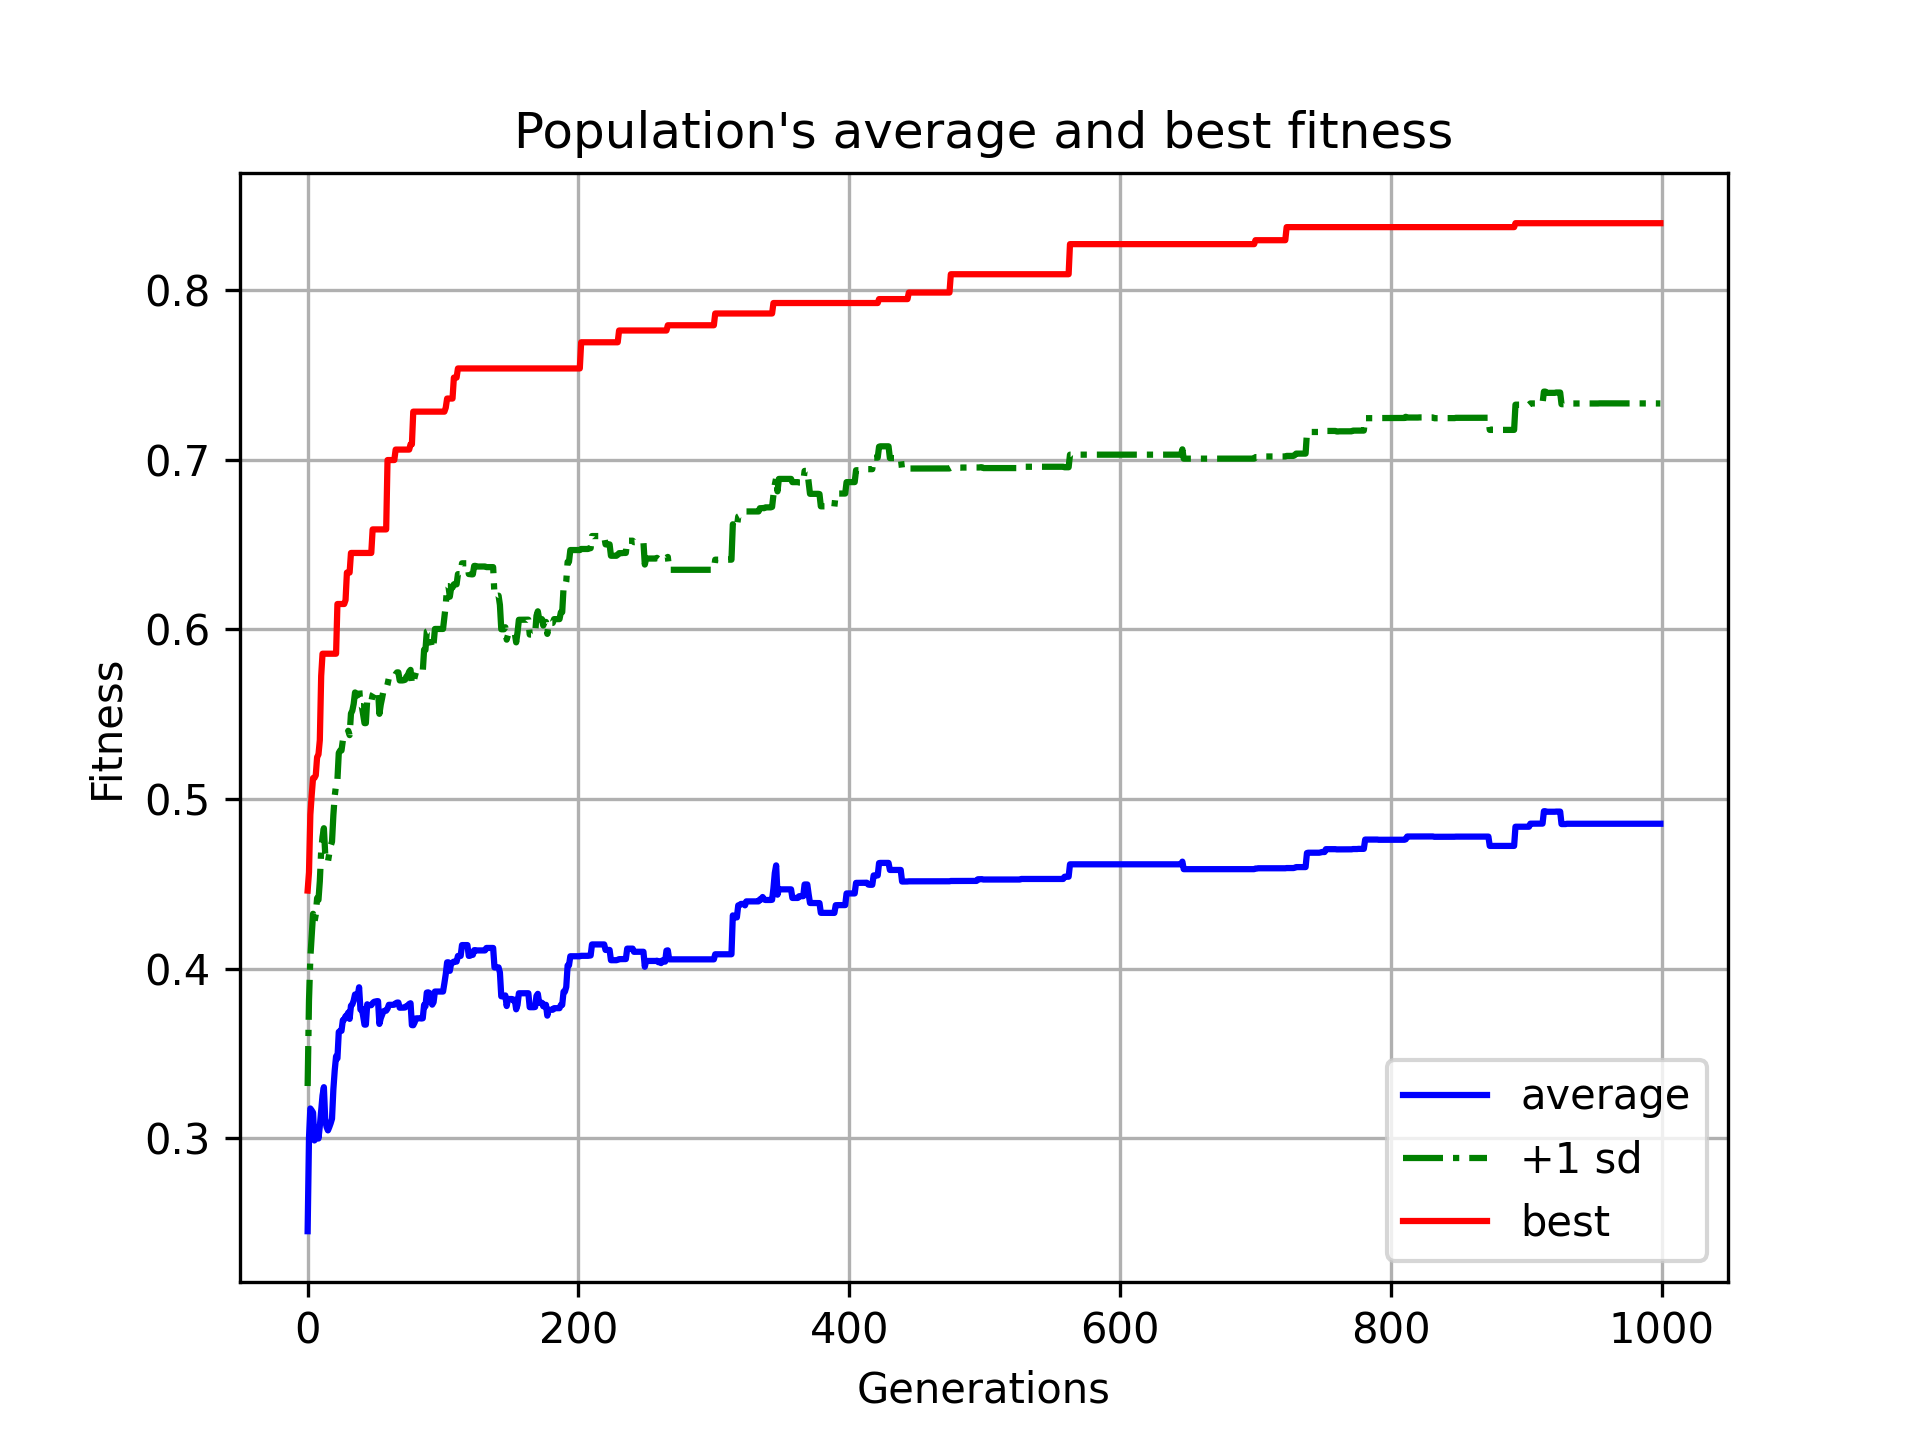 Population's average and best fitness
Fitness
0.8
0.7
0.6
0.5
0.4
0.3
average
+1 sd
best
0 200 400 600 800 1000
Generations